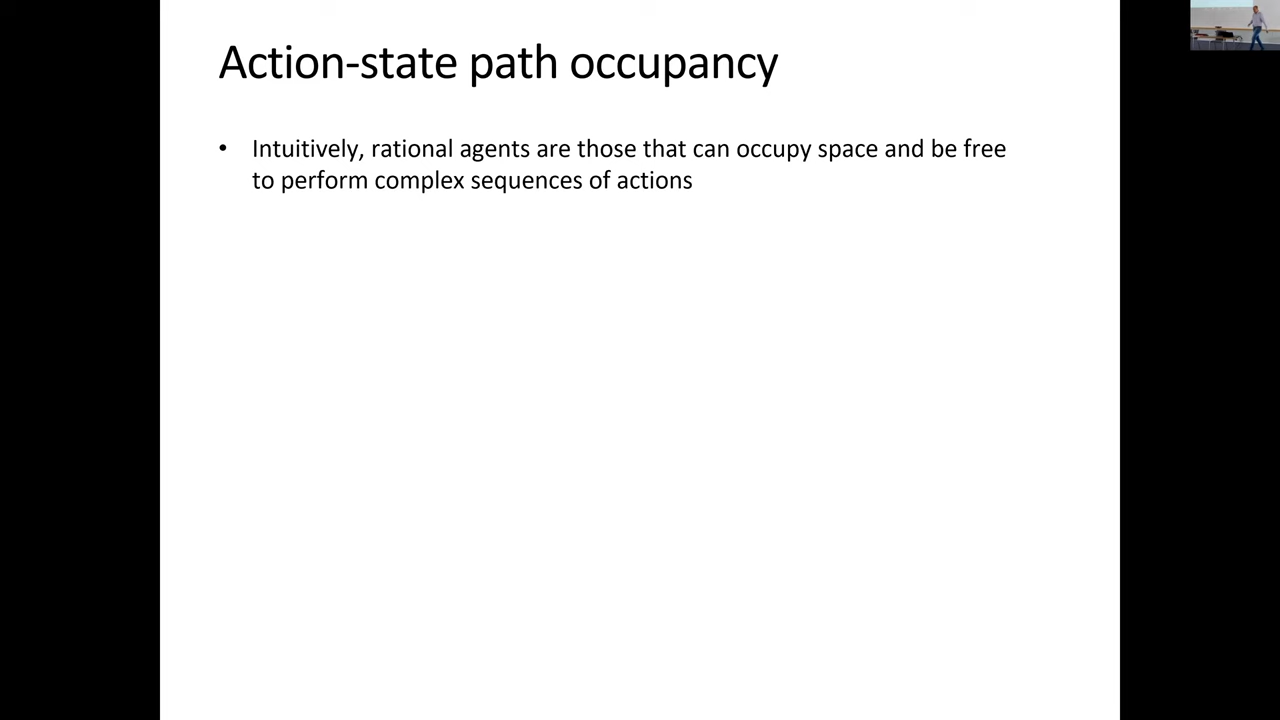 Action-state path occupancy
• Intuitively, rational agents are those that can occupy space and be free
to perform complex sequences of actions